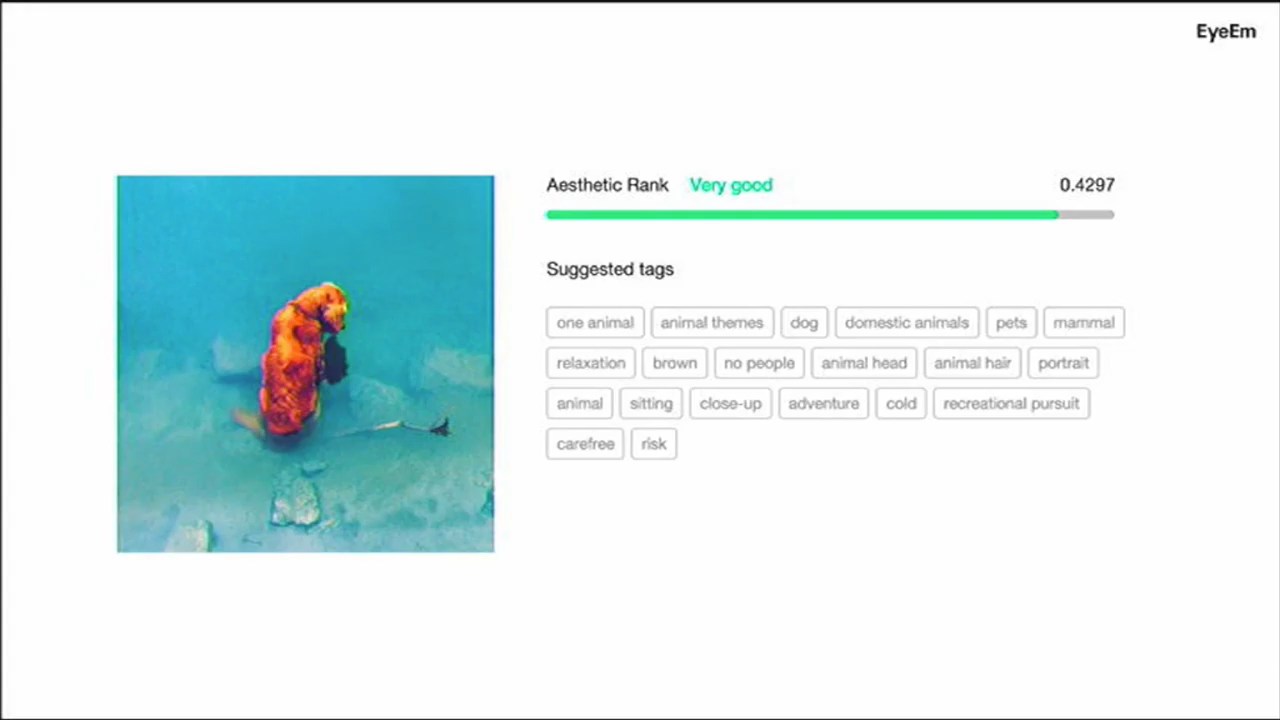 EyeEm
Aesthetic Rank Very good 0.4297
Suggested tags
one animal animal themes dog domestic animals pets mammal
relaxation brown no people animal head animal hair portrait
animal sitting close-up adventure cold recreational pursuit
carefree risk